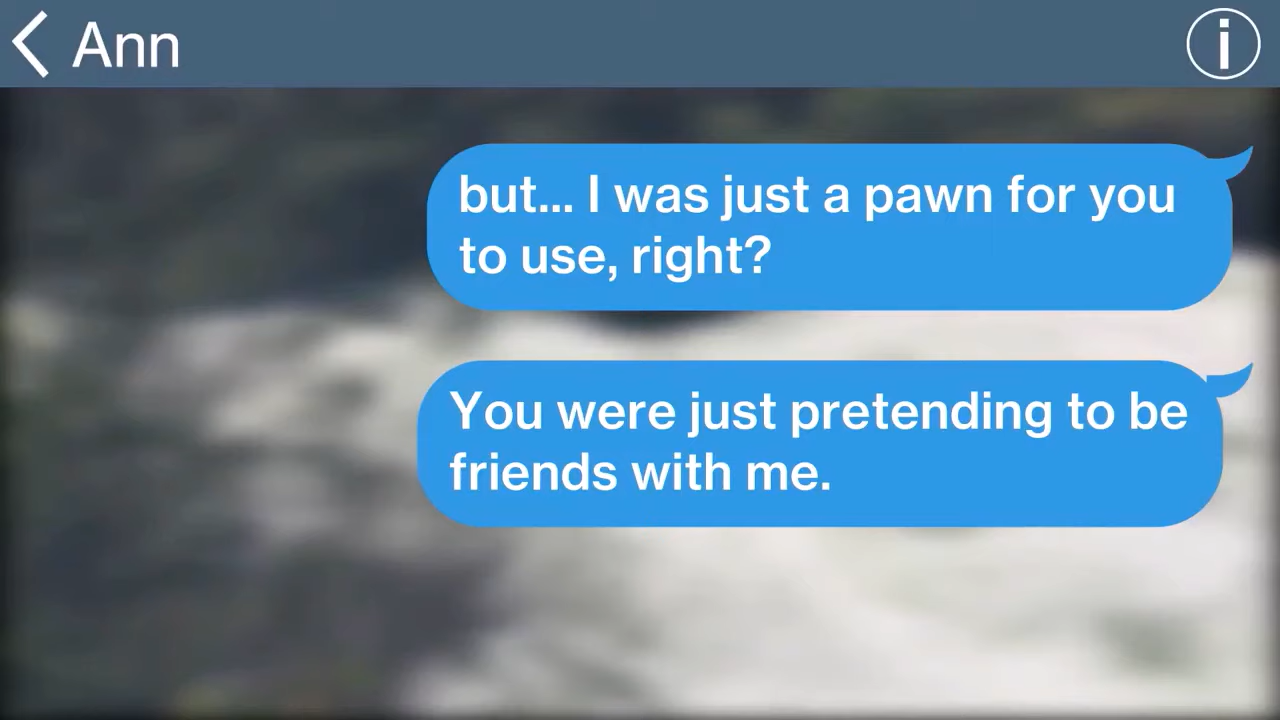 Ann
but... I was just a pawn for you
to use, right?
You were just pretending to be
friends with me.